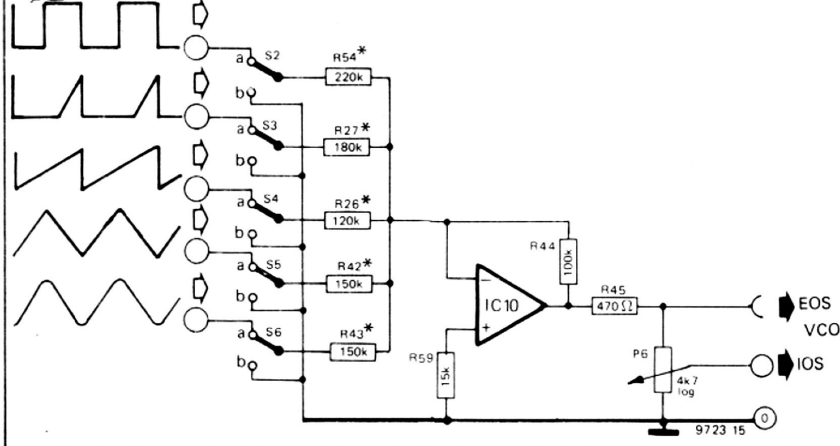 a S2 R54*
220k
b
a S3 R27*
180k
b
a S4 R26*
120k
b
a S5 R42*
150k
b
a S6 R43*
150k
b
R44
100k
IC10
−
+
R59
15k
R45
470 Ω
P6
4k7
log
EOS
VCO
IOS
0
9723 15